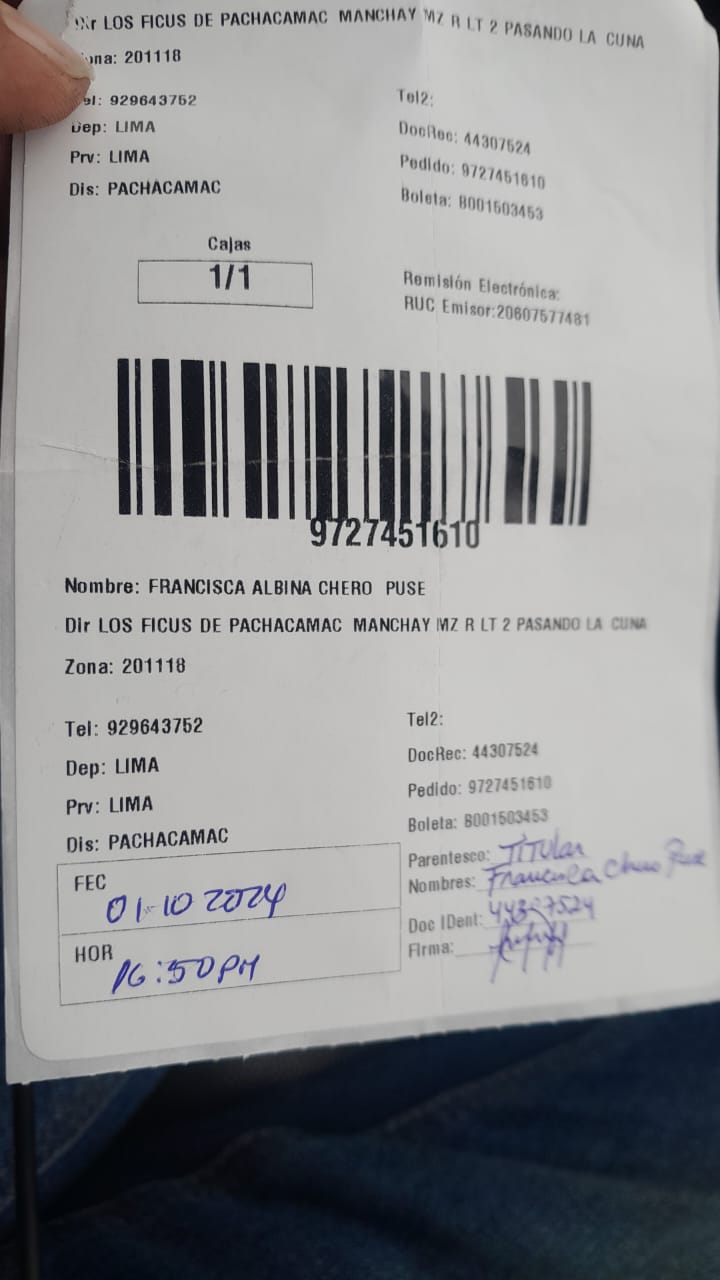 Dir LOS FICUS DE PACHACAMAC MANCHAY MZ R LT 2 PASANDO LA CUNA
Zona: 201118
Tel: 929643752
Tel2:
Dep: LIMA
DocRec: 44307524
Prv: LIMA
Pedido: 9727451610
Dis: PACHACAMAC
Boleta: B001503453
Cajas
1/1
Remisión Electrónica:
RUC Emisor:20607577481
9727451610
Nombre: FRANCISCA ALBINA CHERO PUSE
Dir LOS FICUS DE PACHACAMAC MANCHAY MZ R LT 2 PASANDO LA CUNA
Zona: 201118
Tel: 929643752
Tel2:
Dep: LIMA
DocRec: 44307524
Prv: LIMA
Pedido: 9727451610
Dis: PACHACAMAC
Boleta: B001503453
Parentesco: Titular
FEC
01-10 2024
Nombres: Francisca Chero Puse
HOR
16:50PM
Doc IDent: 44307524
Firma: